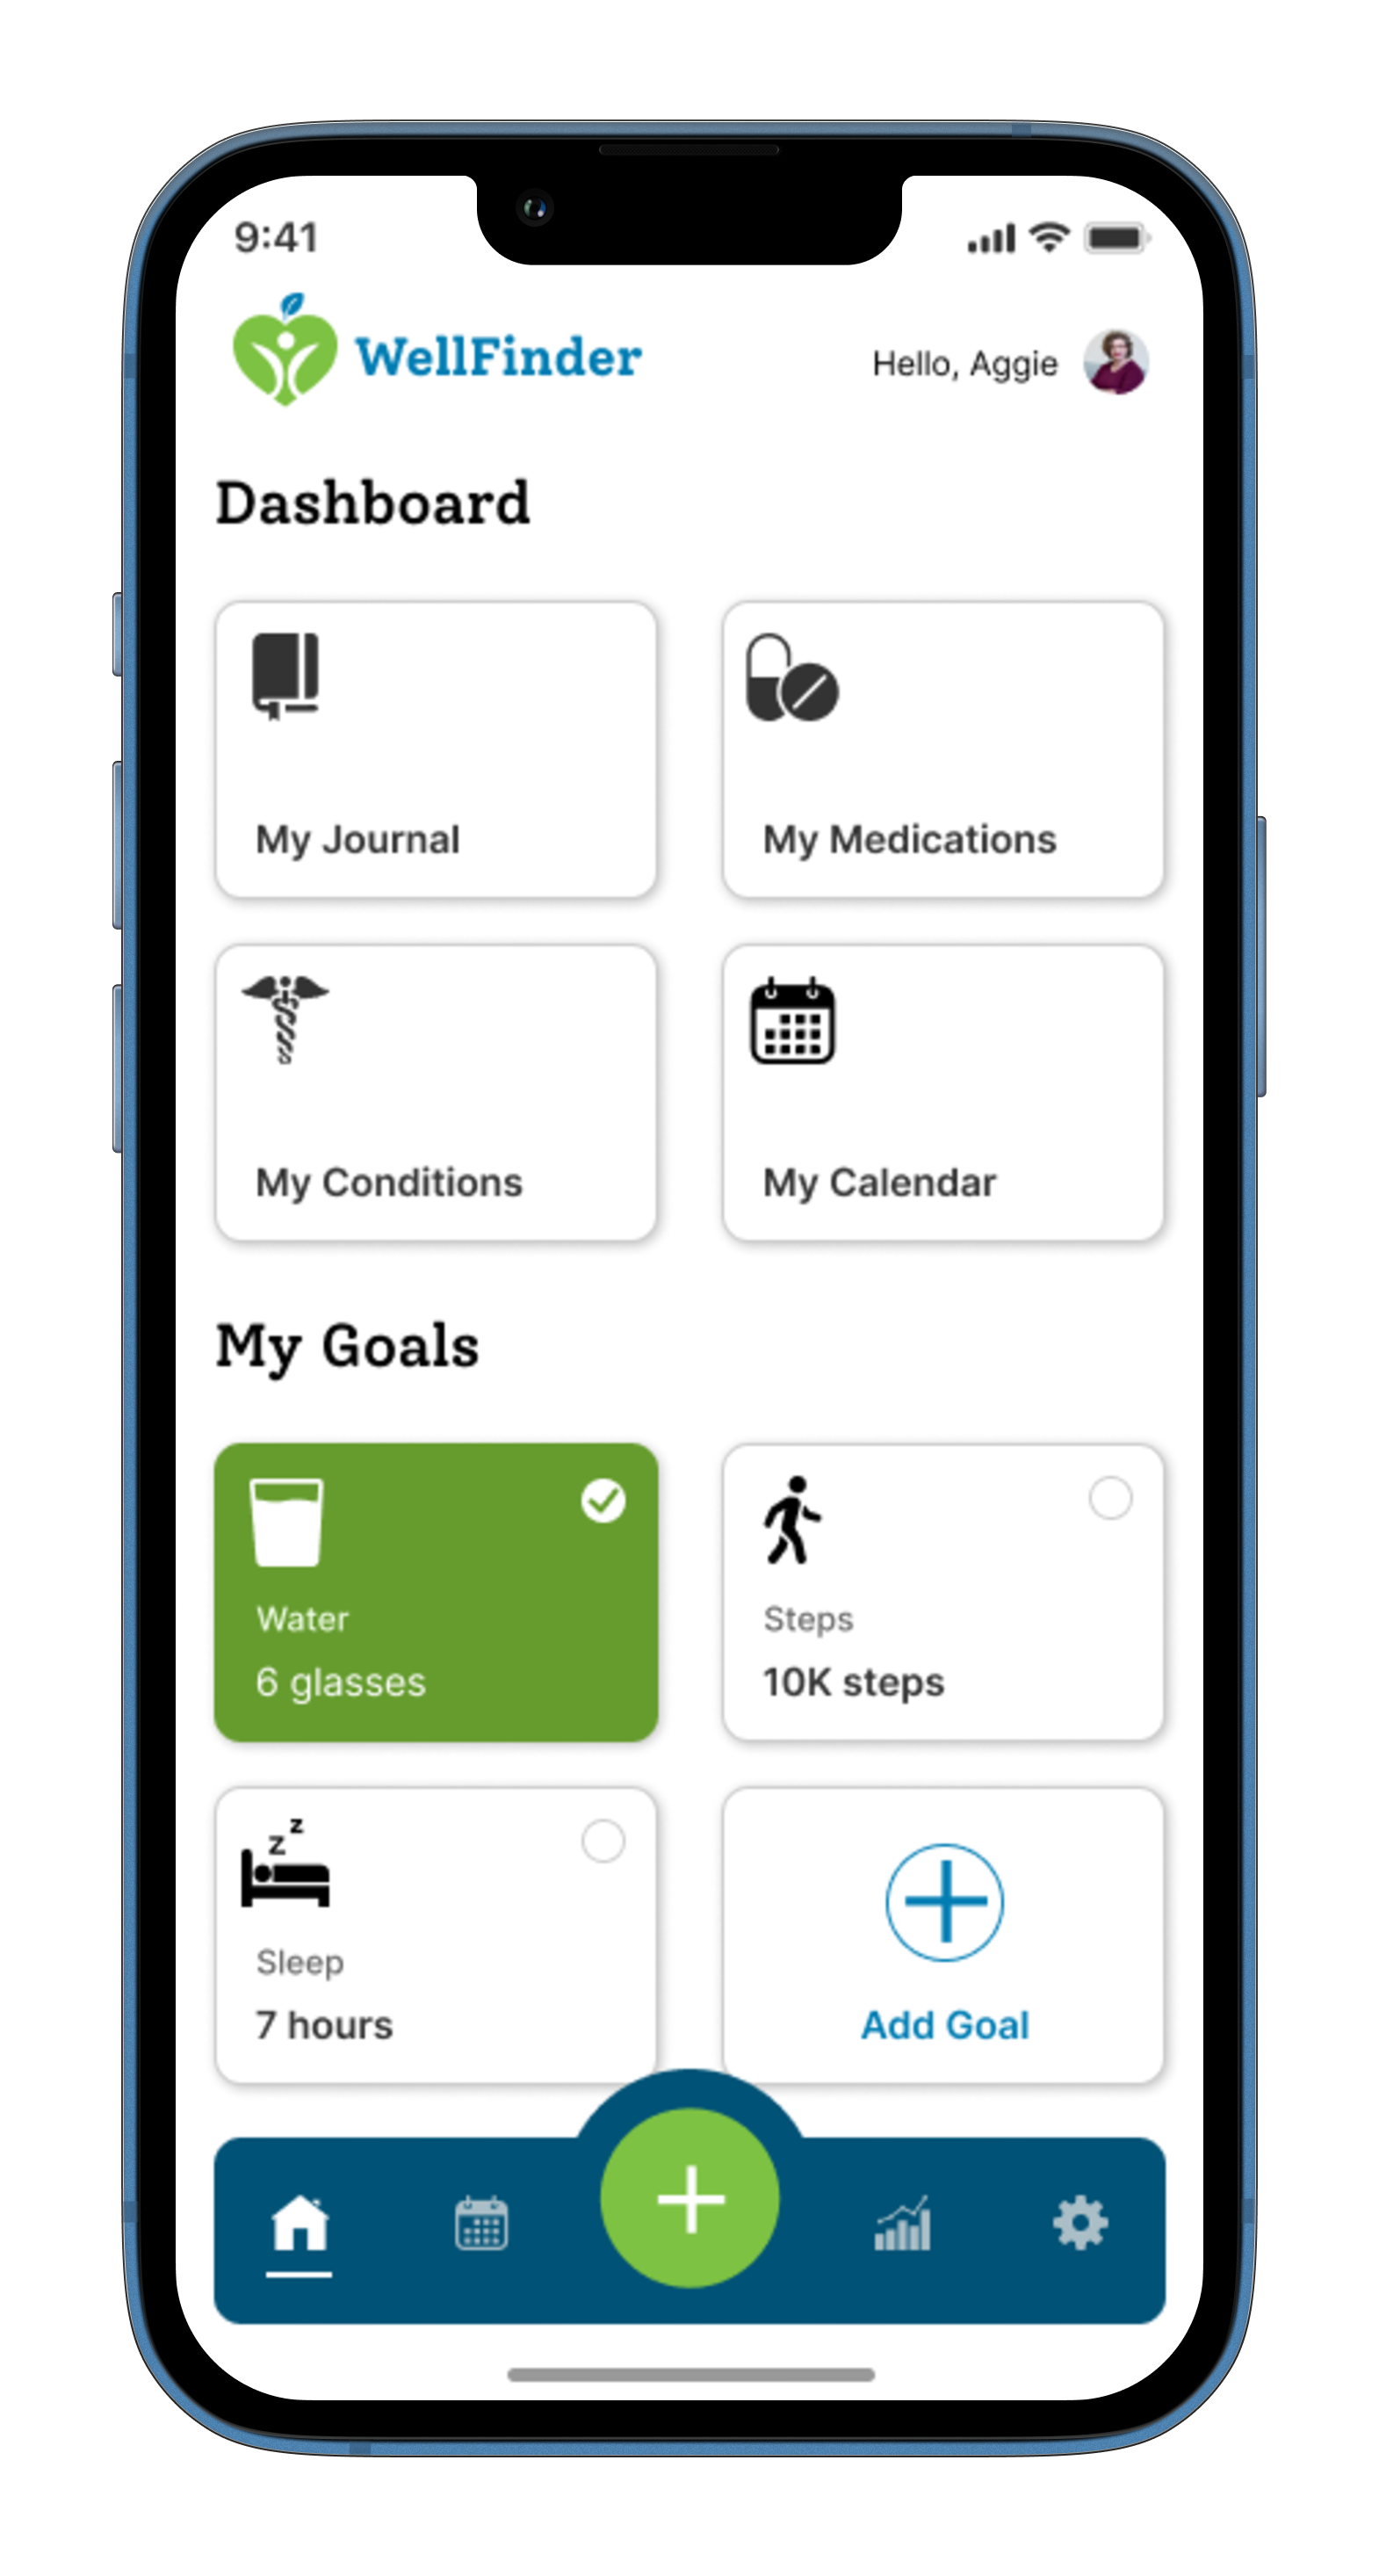 9:41
WellFinder
Hello, Aggie
Dashboard
My Journal
My Medications
My Conditions
My Calendar
My Goals
Water
6 glasses
Steps
10K steps
z z
Sleep
7 hours
Add Goal